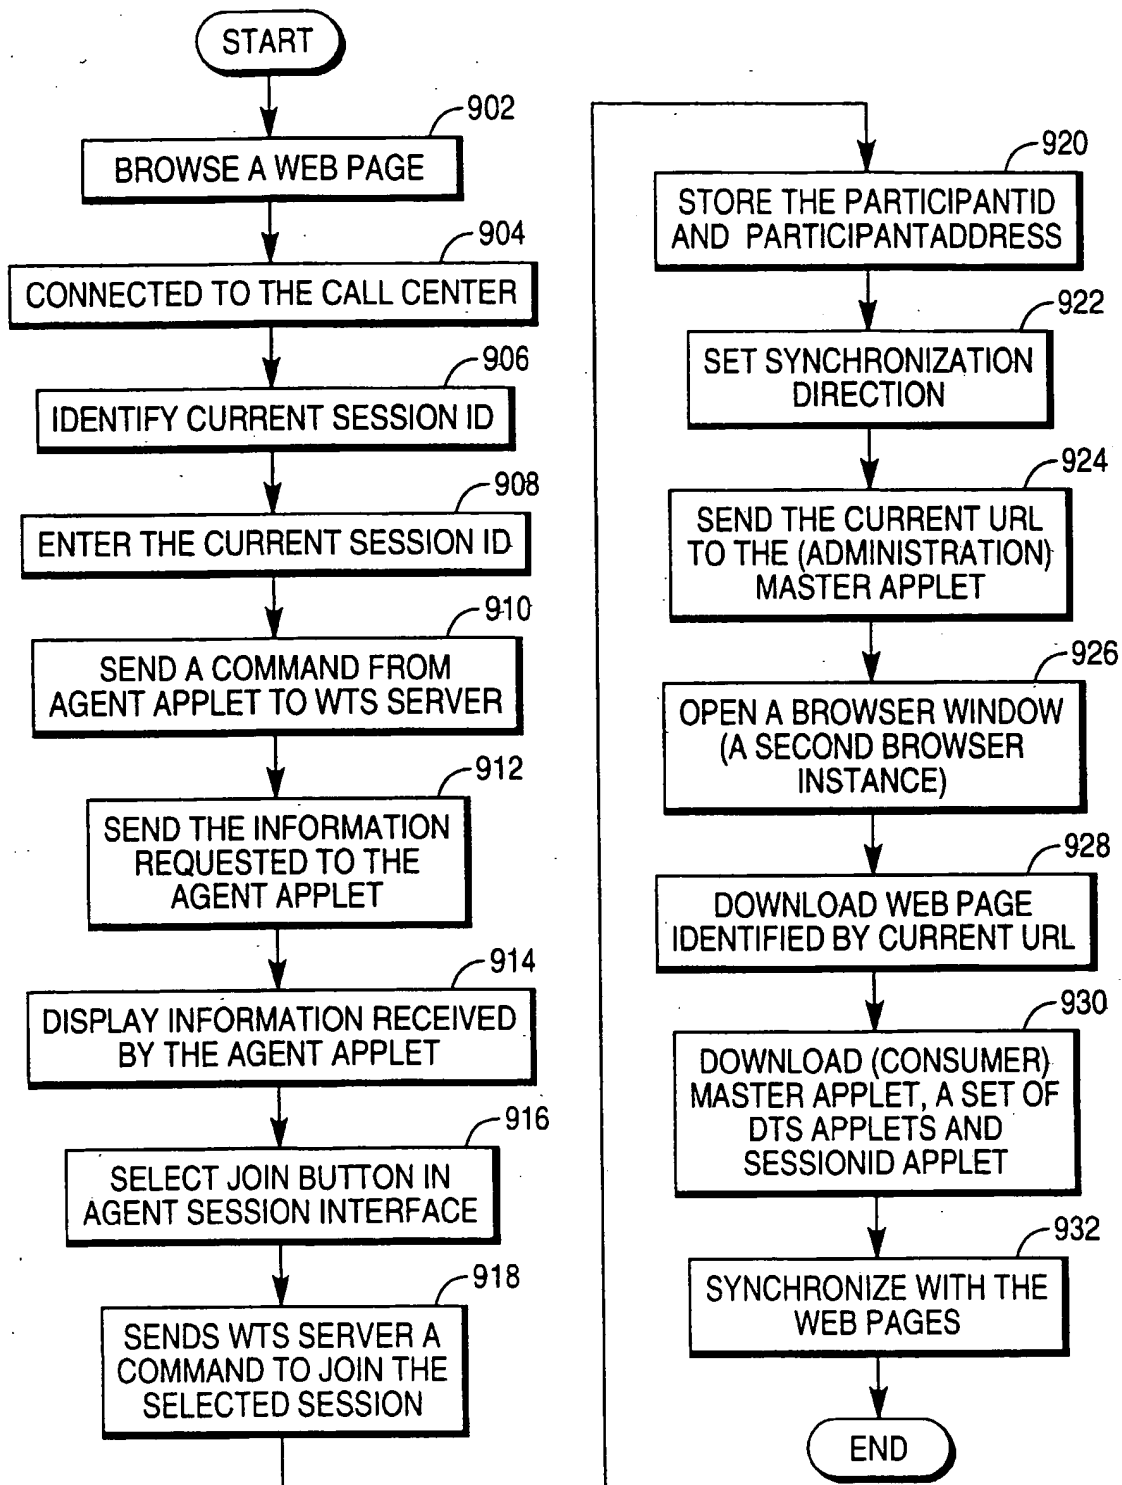 START
902
BROWSE A WEB PAGE
904
CONNECTED TO THE CALL CENTER
906
IDENTIFY CURRENT SESSION ID
908
ENTER THE CURRENT SESSION ID
910
SEND A COMMAND FROM
AGENT APPLET TO WTS SERVER
912
SEND THE INFORMATION
REQUESTED TO THE
AGENT APPLET
914
DISPLAY INFORMATION RECEIVED
BY THE AGENT APPLET
916
SELECT JOIN BUTTON IN
AGENT SESSION INTERFACE
918
SENDS WTS SERVER A
COMMAND TO JOIN THE
SELECTED SESSION
920
STORE THE PARTICIPANTID
AND PARTICIPANTADDRESS
922
SET SYNCHRONIZATION
DIRECTION
924
SEND THE CURRENT URL
TO THE (ADMINISTRATION)
MASTER APPLET
926
OPEN A BROWSER WINDOW
(A SECOND BROWSER
INSTANCE)
928
DOWNLOAD WEB PAGE
IDENTIFIED BY CURRENT URL
930
DOWNLOAD (CONSUMER)
MASTER APPLET, A SET OF
DTS APPLETS AND
SESSIONID APPLET
932
SYNCHRONIZE WITH THE
WEB PAGES
END